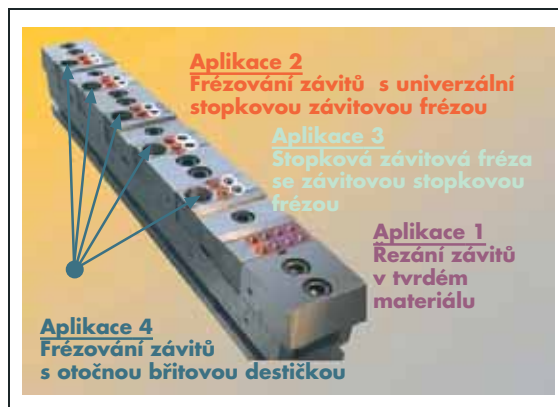 Aplikace 2
Frézování závitů s univerzální
stopkovou závitovou frézou
Aplikace 3
Stopková závitová fréza
se závitovou stopkovou
frézou
Aplikace 1
Řezání závitů
v tvrdém
materiálu
Aplikace 4
Frézování závitů
s otočnou břitovou destičkou